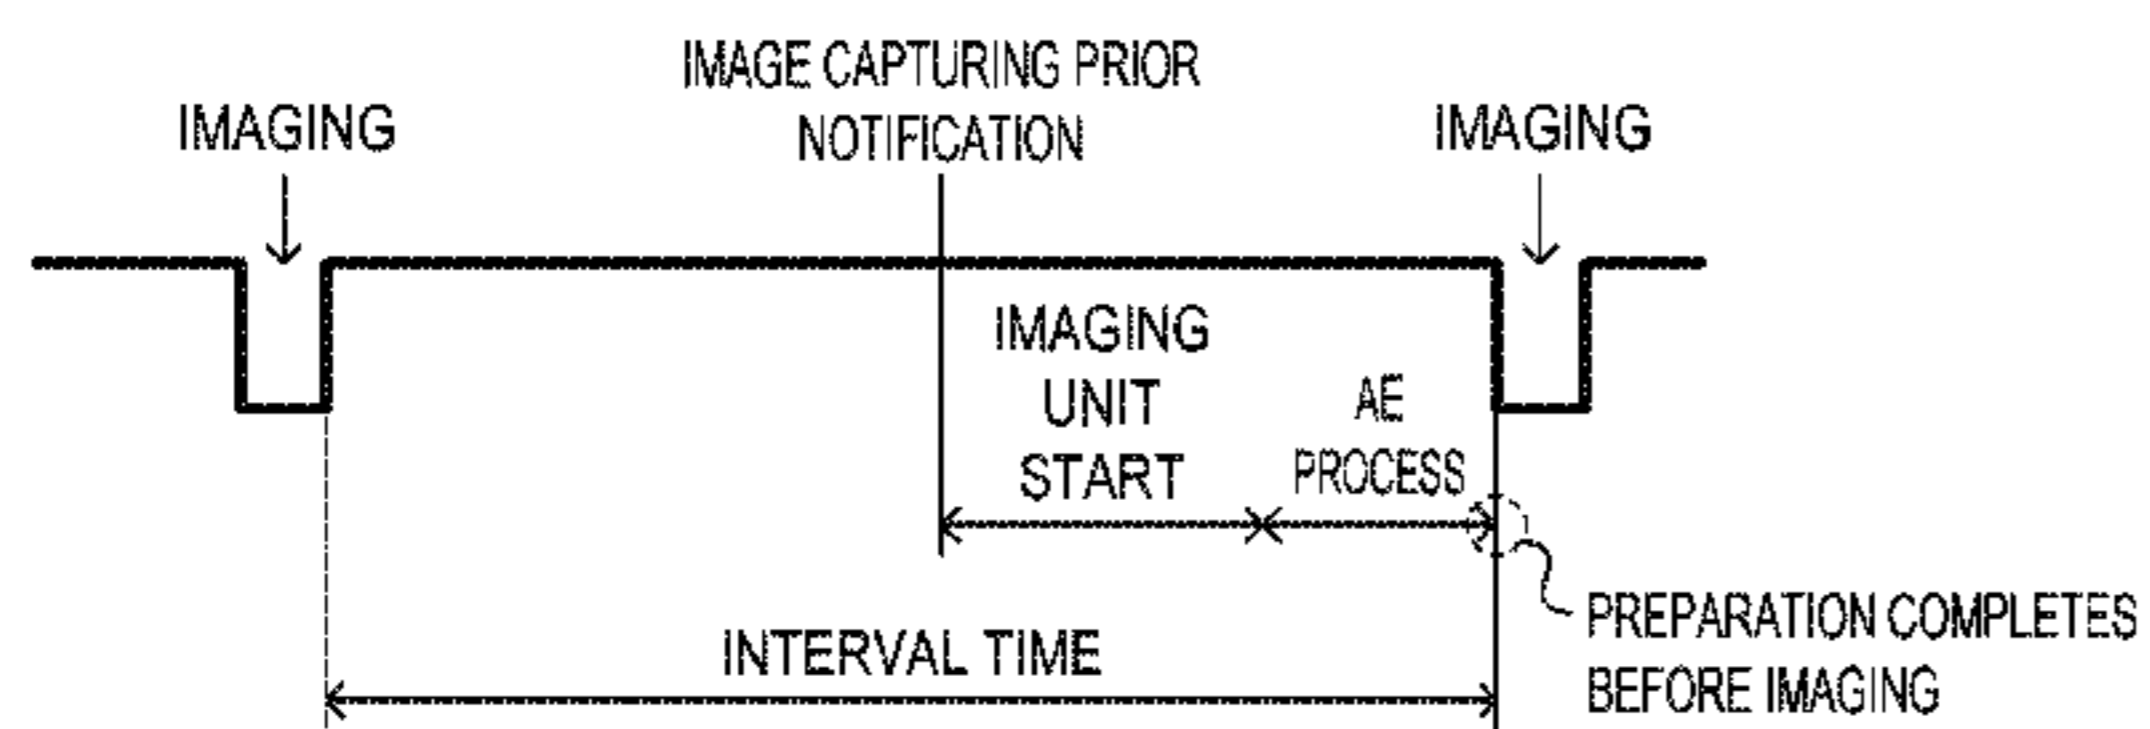 IMAGE CAPTURING PRIOR
NOTIFICATION
IMAGING
IMAGING
IMAGING
UNIT
START
AE
PROCESS
INTERVAL TIME
PREPARATION COMPLETES
BEFORE IMAGING